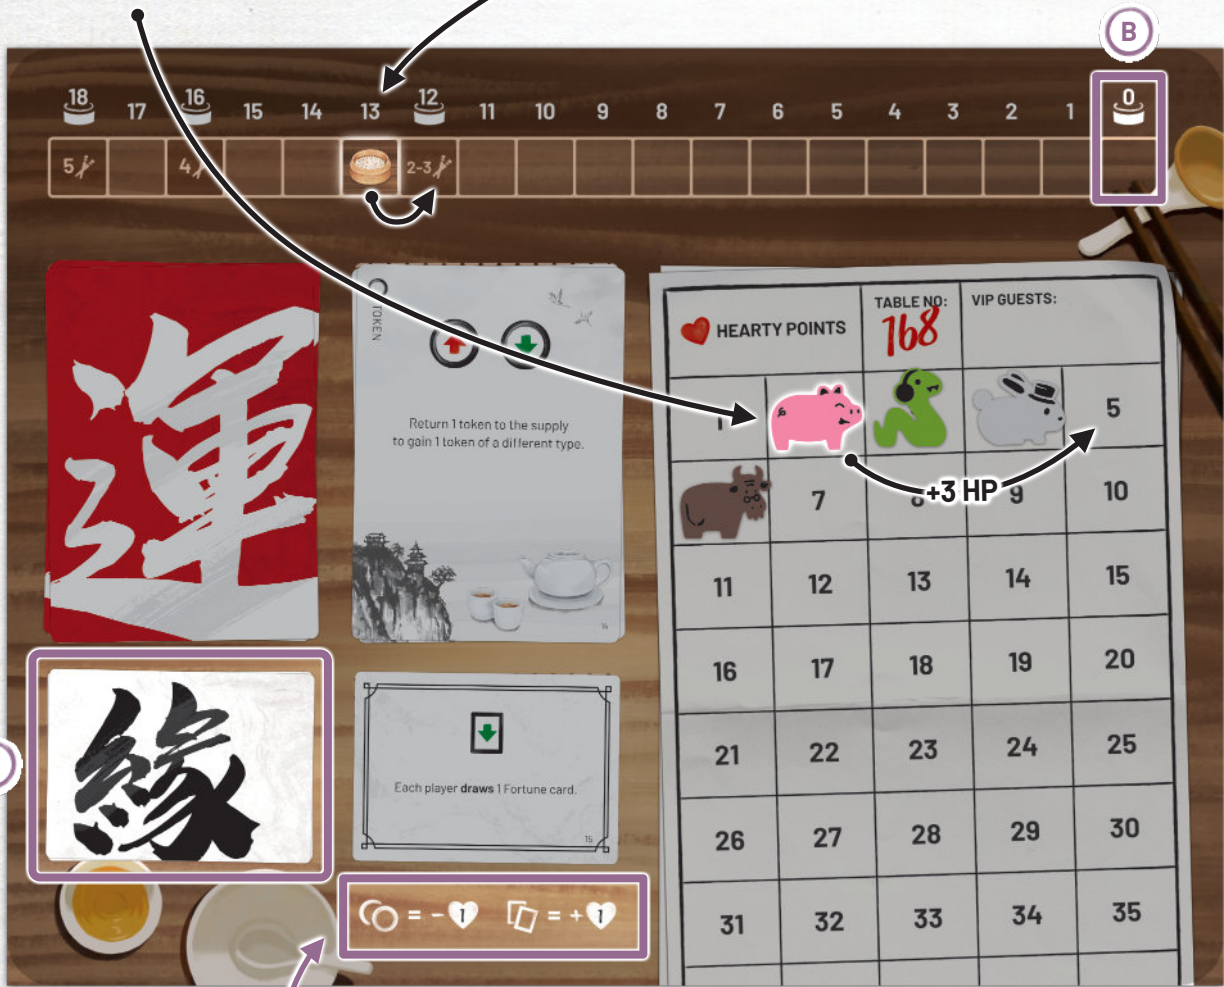 B
18 17 16 15 14 13 12 11 10 9 8 7 6 5 4 3 2 1 0
5 4 2-3
運
TOKEN
Return 1 token to the supply
to gain 1 token of a different type.
14
緣
Each player draws 1 Fortune card.
15
= - 1 = + 1
HEARTY POINTS
TABLE NO:
168
VIP GUESTS:
1 5
+3 HP
7 8 9 10
11 12 13 14 15
16 17 18 19 20
21 22 23 24 25
26 27 28 29 30
31 32 33 34 35